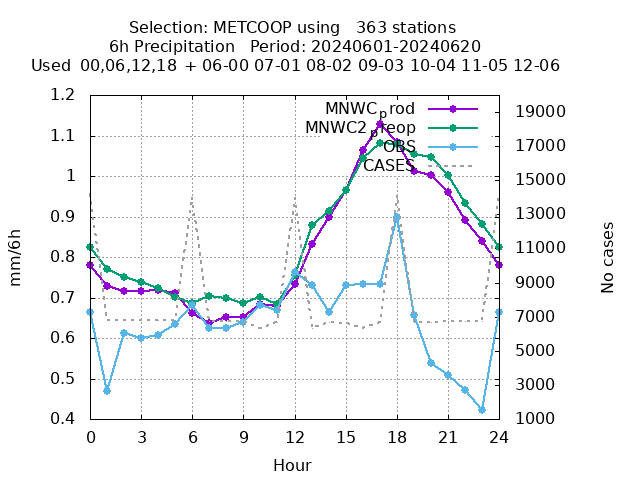 Selection: METCOOP using   363 stations
6h Precipitation   Period: 20240601-20240620
Used  00,06,12,18  + 06-00 07-01 08-02 09-03 10-04 11-05 12-06
MNWCprod
MNWC2preop
OBS
CASES
1.2
1.1
1
0.9
0.8
0.7
0.6
0.5
0.4
mm/6h
19000
17000
15000
13000
11000
9000
7000
5000
3000
1000
No cases
0 3 6 9 12 15 18 21 24
Hour